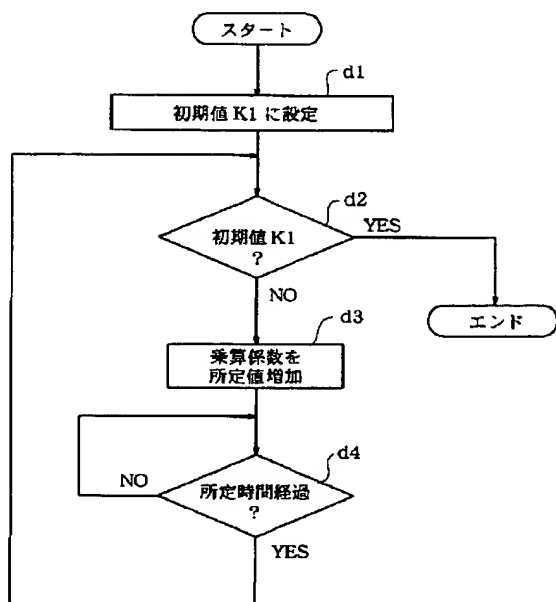 スタート
d1
初期値 K1 に設定
d2
初期値 K1
?
YES
NO
エンド
d3
乗算係数を
所定値増加
d4
所定時間経過
?
NO
YES